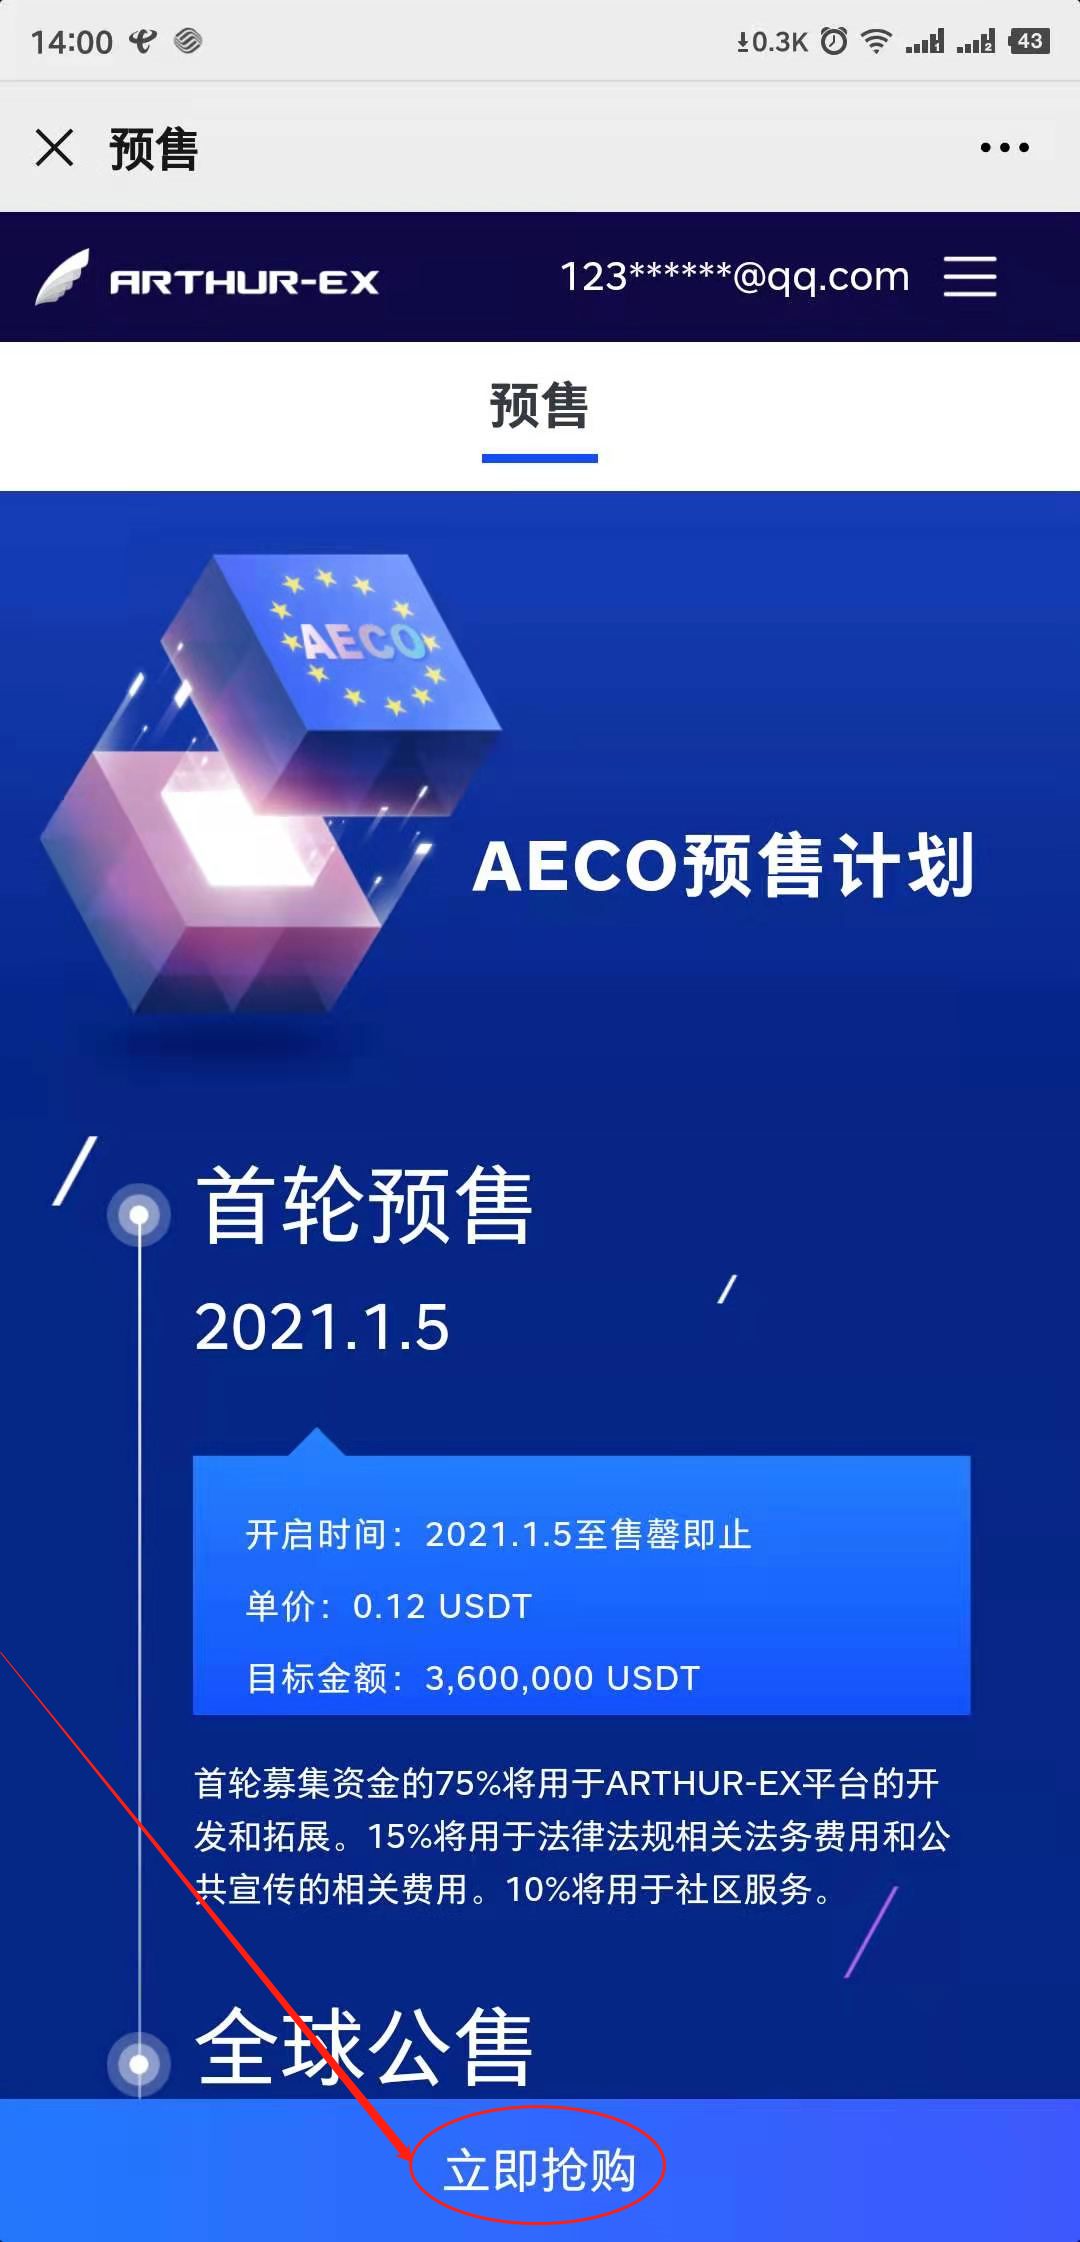 14:00
0.3K
1
2
43
预售
ARTHUR-EX
123******@qq.com
预售
AECO
AECO预售计划
首轮预售
2021.1.5
开启时间：2021.1.5至售罄即止
单价：0.12 USDT
目标金额：3,600,000 USDT
首轮募集资金的75%将用于ARTHUR-EX平台的开
发和拓展。15%将用于法律法规相关法务费用和公
共宣传的相关费用。10%将用于社区服务。
全球公售
立即抢购